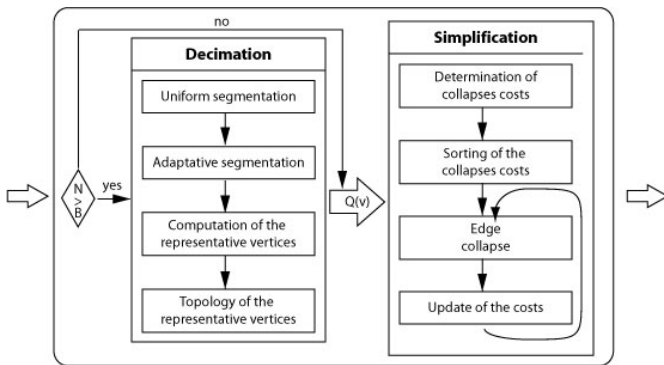 no
Decimation
Uniform segmentation
Adaptative segmentation
Computation of the
representative vertices
Topology of the
representative vertices
N
>
B
yes
Q(v)
Simplification
Determination of
collapses costs
Sorting of the
collapses costs
Edge
collapse
Update of the costs